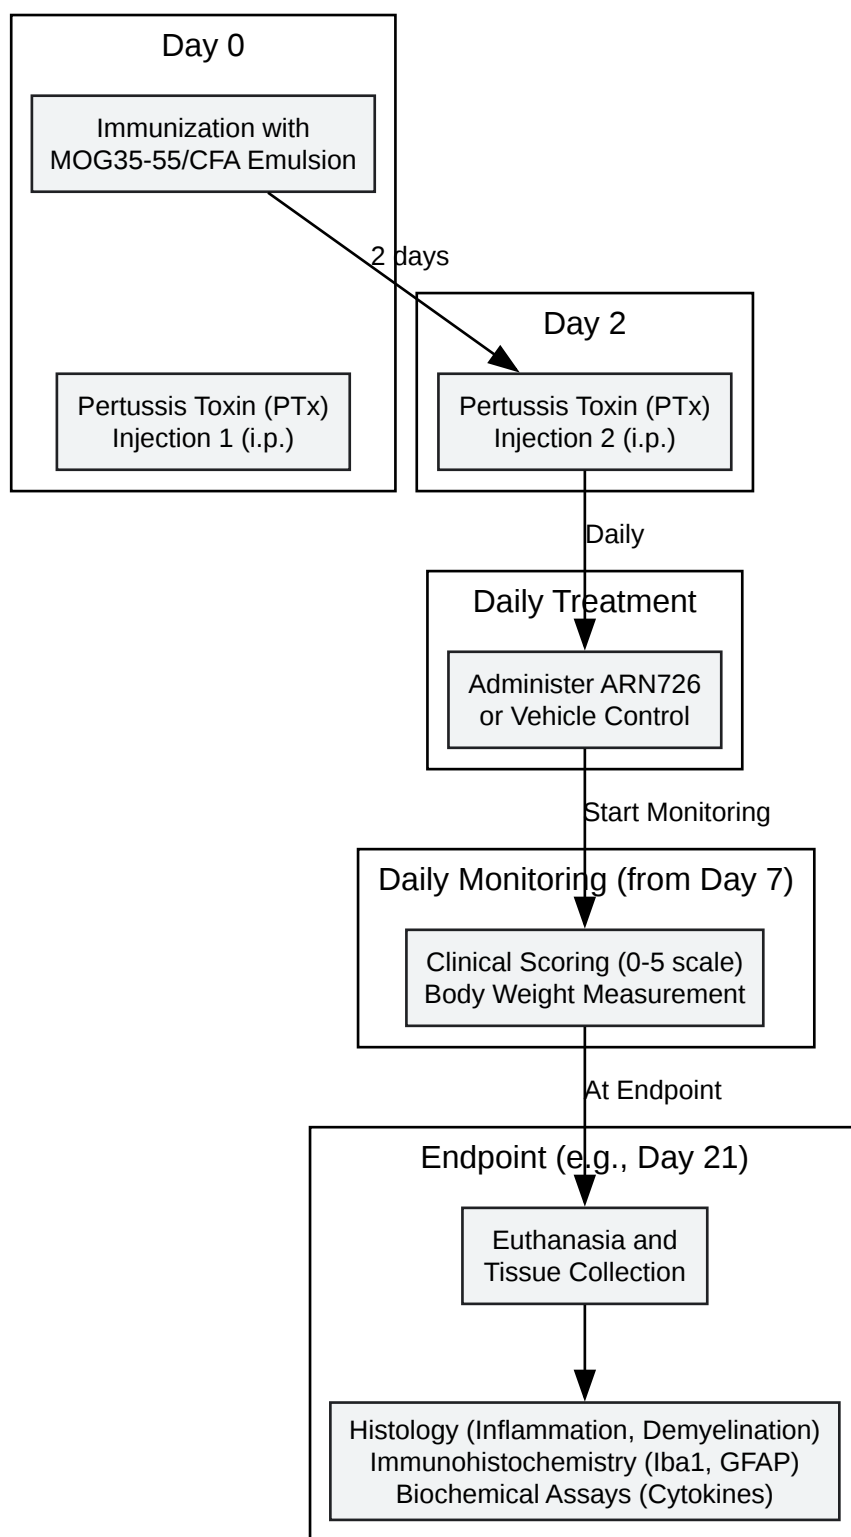 Day 0
Immunization with
MOG35-55/CFA Emulsion
2 days
Day 2
Pertussis Toxin (PTx)
Injection 1 (i.p.)
Pertussis Toxin (PTx)
Injection 2 (i.p.)
Daily
Daily Treatment
Administer ARN726
or Vehicle Control
Start Monitoring
Daily Monitoring (from Day 7)
Clinical Scoring (0-5 scale)
Body Weight Measurement
At Endpoint
Endpoint (e.g., Day 21)
Euthanasia and
Tissue Collection
Histology (Inflammation, Demyelination)
Immunohistochemistry (Iba1, GFAP)
Biochemical Assays (Cytokines)